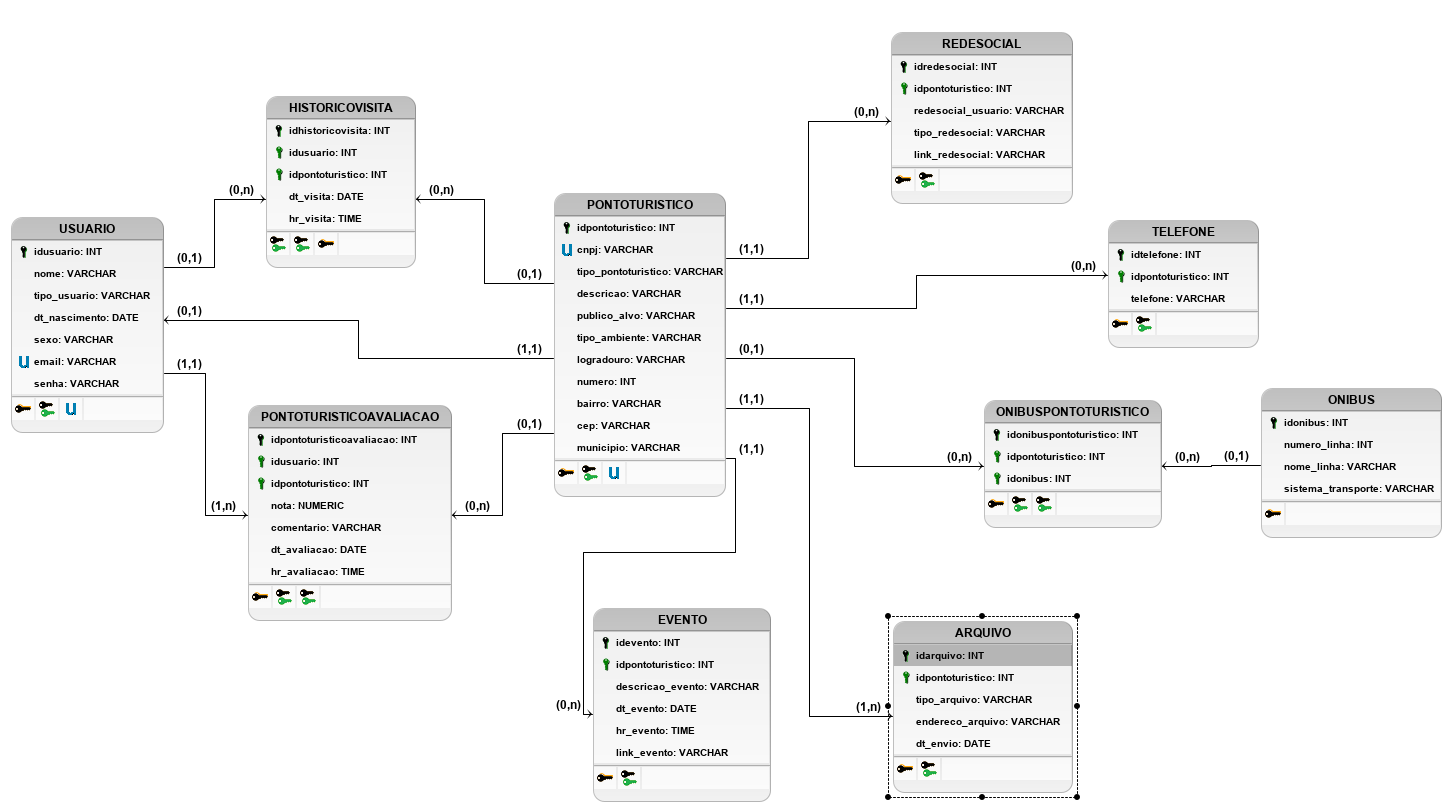 REDESOCIAL
idredesocial: INT
idpontoturistico: INT
redesocial_usuario: VARCHAR
tipo_redesocial: VARCHAR
link_redesocial: VARCHAR
HISTORICOVISITA
idhistoricovisita: INT
idusuario: INT
idpontoturistico: INT
dt_visita: DATE
hr_visita: TIME
(0,n)
(0,n)
(0,n)
USUARIO
idusuario: INT
nome: VARCHAR
tipo_usuario: VARCHAR
dt_nascimento: DATE
sexo: VARCHAR
u email: VARCHAR
senha: VARCHAR
u
(0,1)
(0,1)
(1,1)
PONTOTURISTICO
idpontoturistico: INT
u cnpj: VARCHAR
tipo_pontoturistico: VARCHAR
descricao: VARCHAR
publico_alvo: VARCHAR
tipo_ambiente: VARCHAR
logradouro: VARCHAR
numero: INT
bairro: VARCHAR
cep: VARCHAR
municipio: VARCHAR
u
(0,1)
(1,1)
(0,1)
(1,1)
(1,1)
(0,1)
(1,1)
(1,1)
TELEFONE
idtelefone: INT
idpontoturistico: INT
telefone: VARCHAR
(0,n)
PONTOTURISTICOAVALIACAO
idpontoturisticoavaliacao: INT
idusuario: INT
idpontoturistico: INT
nota: NUMERIC
comentario: VARCHAR
dt_avaliacao: DATE
hr_avaliacao: TIME
(1,n)
(0,n)
ONIBUSPONTOTURISTICO
idonibuspontoturistico: INT
idpontoturistico: INT
idonibus: INT
(0,n)
(0,n)
(0,1)
ONIBUS
idonibus: INT
numero_linha: INT
nome_linha: VARCHAR
sistema_transporte: VARCHAR
EVENTO
idevento: INT
idpontoturistico: INT
descricao_evento: VARCHAR
dt_evento: DATE
hr_evento: TIME
link_evento: VARCHAR
(0,n)
ARQUIVO
idarquivo: INT
idpontoturistico: INT
tipo_arquivo: VARCHAR
endereco_arquivo: VARCHAR
dt_envio: DATE
(1,n)